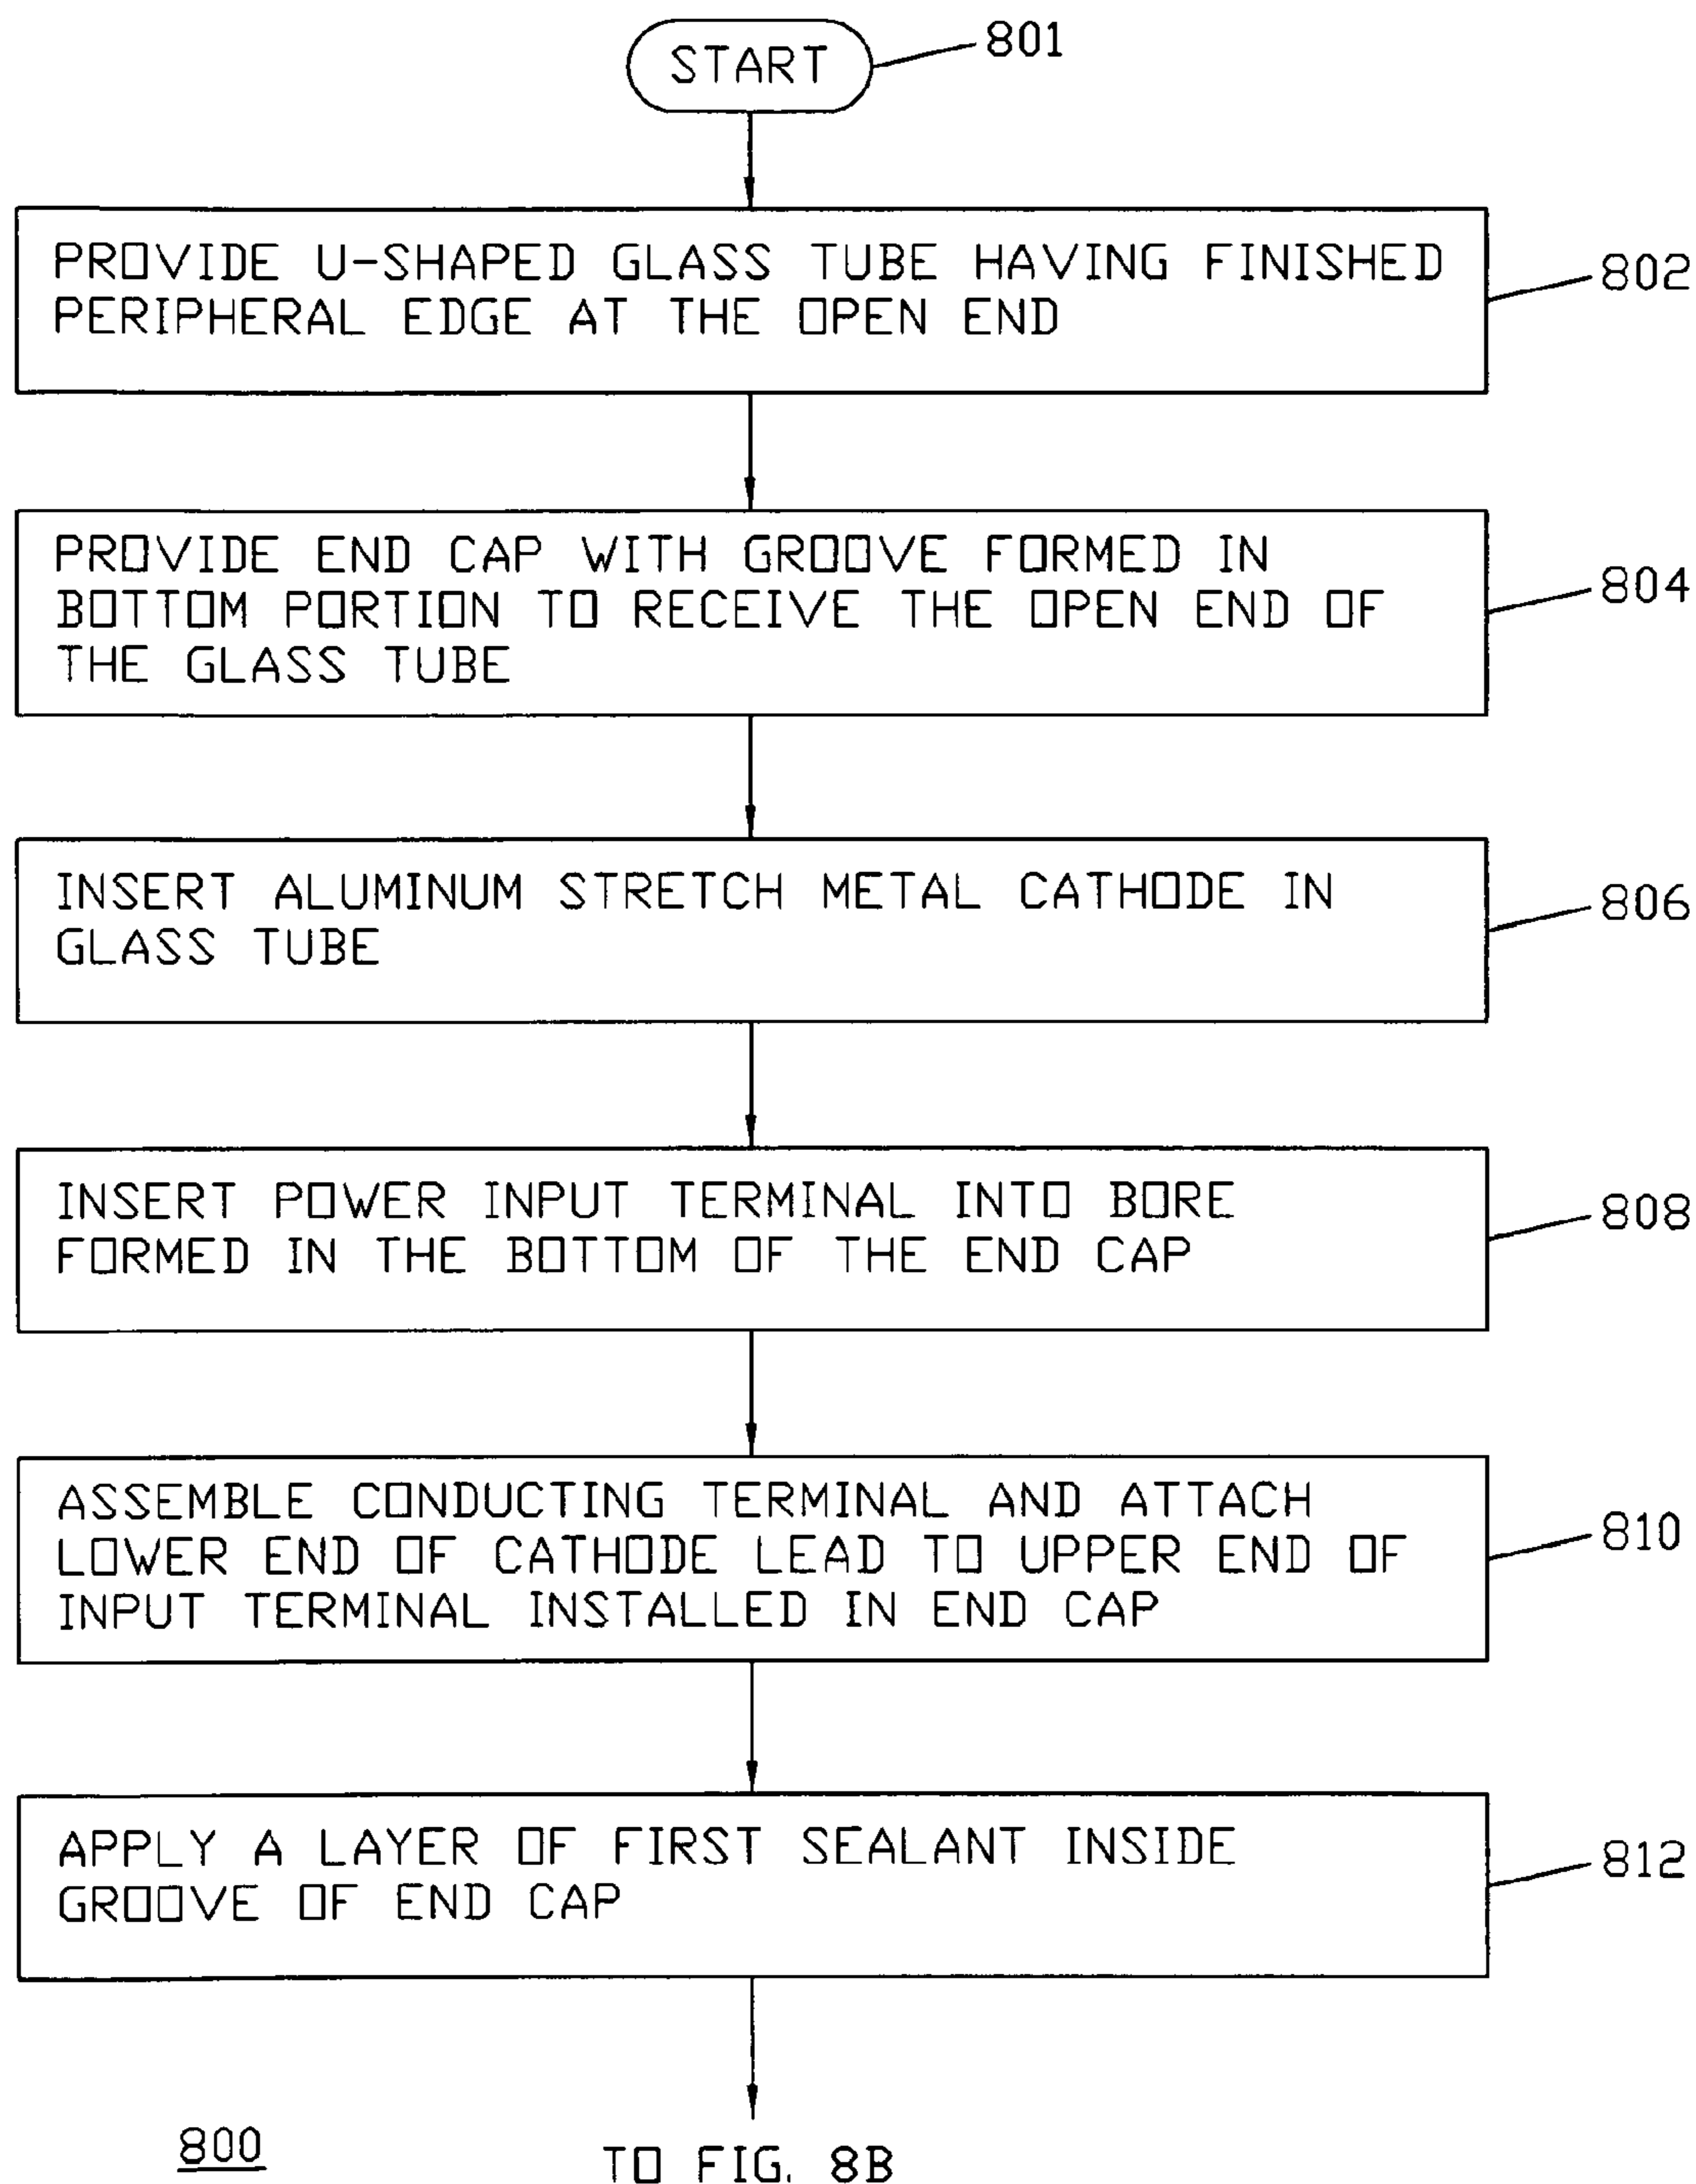 START
801
PROVIDE U-SHAPED GLASS TUBE HAVING FINISHED
PERIPHERAL EDGE AT THE OPEN END
802
PROVIDE END CAP WITH GROOVE FORMED IN
BOTTOM PORTION TO RECEIVE THE OPEN END OF
THE GLASS TUBE
804
INSERT ALUMINUM STRETCH METAL CATHODE IN
GLASS TUBE
806
INSERT POWER INPUT TERMINAL INTO BORE
FORMED IN THE BOTTOM OF THE END CAP
808
ASSEMBLE CONDUCTING TERMINAL AND ATTACH
LOWER END OF CATHODE LEAD TO UPPER END OF
INPUT TERMINAL INSTALLED IN END CAP
810
APPLY A LAYER OF FIRST SEALANT INSIDE
GROOVE OF END CAP
812
800
TO FIG. 8B